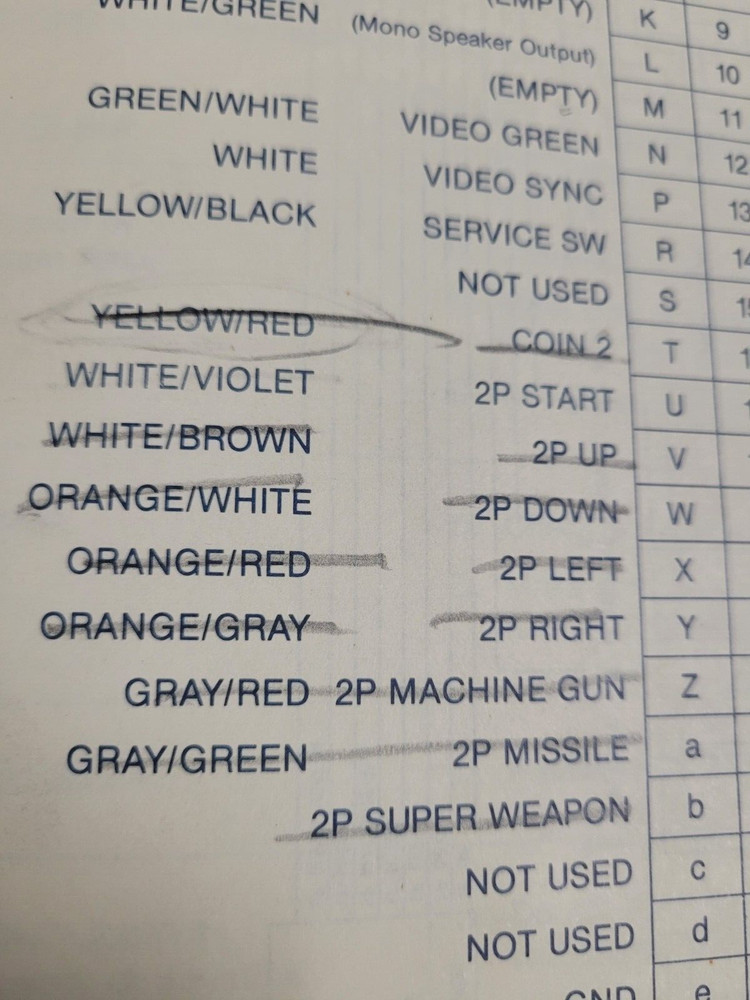 WHITE/GREEN (EMPTY) K 9
(Mono Speaker Output) L 10
(EMPTY) M 11
GREEN/WHITE VIDEO GREEN N 12
WHITE VIDEO SYNC P 13
YELLOW/BLACK SERVICE SW R
NOT USED S
YELLOW/RED COIN 2 T
WHITE/VIOLET 2P START U
WHITE/BROWN 2P UP V
ORANGE/WHITE 2P DOWN W
ORANGE/RED 2P LEFT X
ORANGE/GRAY 2P RIGHT Y
GRAY/RED 2P MACHINE GUN Z
GRAY/GREEN 2P MISSILE a
2P SUPER WEAPON b
NOT USED c
NOT USED d
GND e